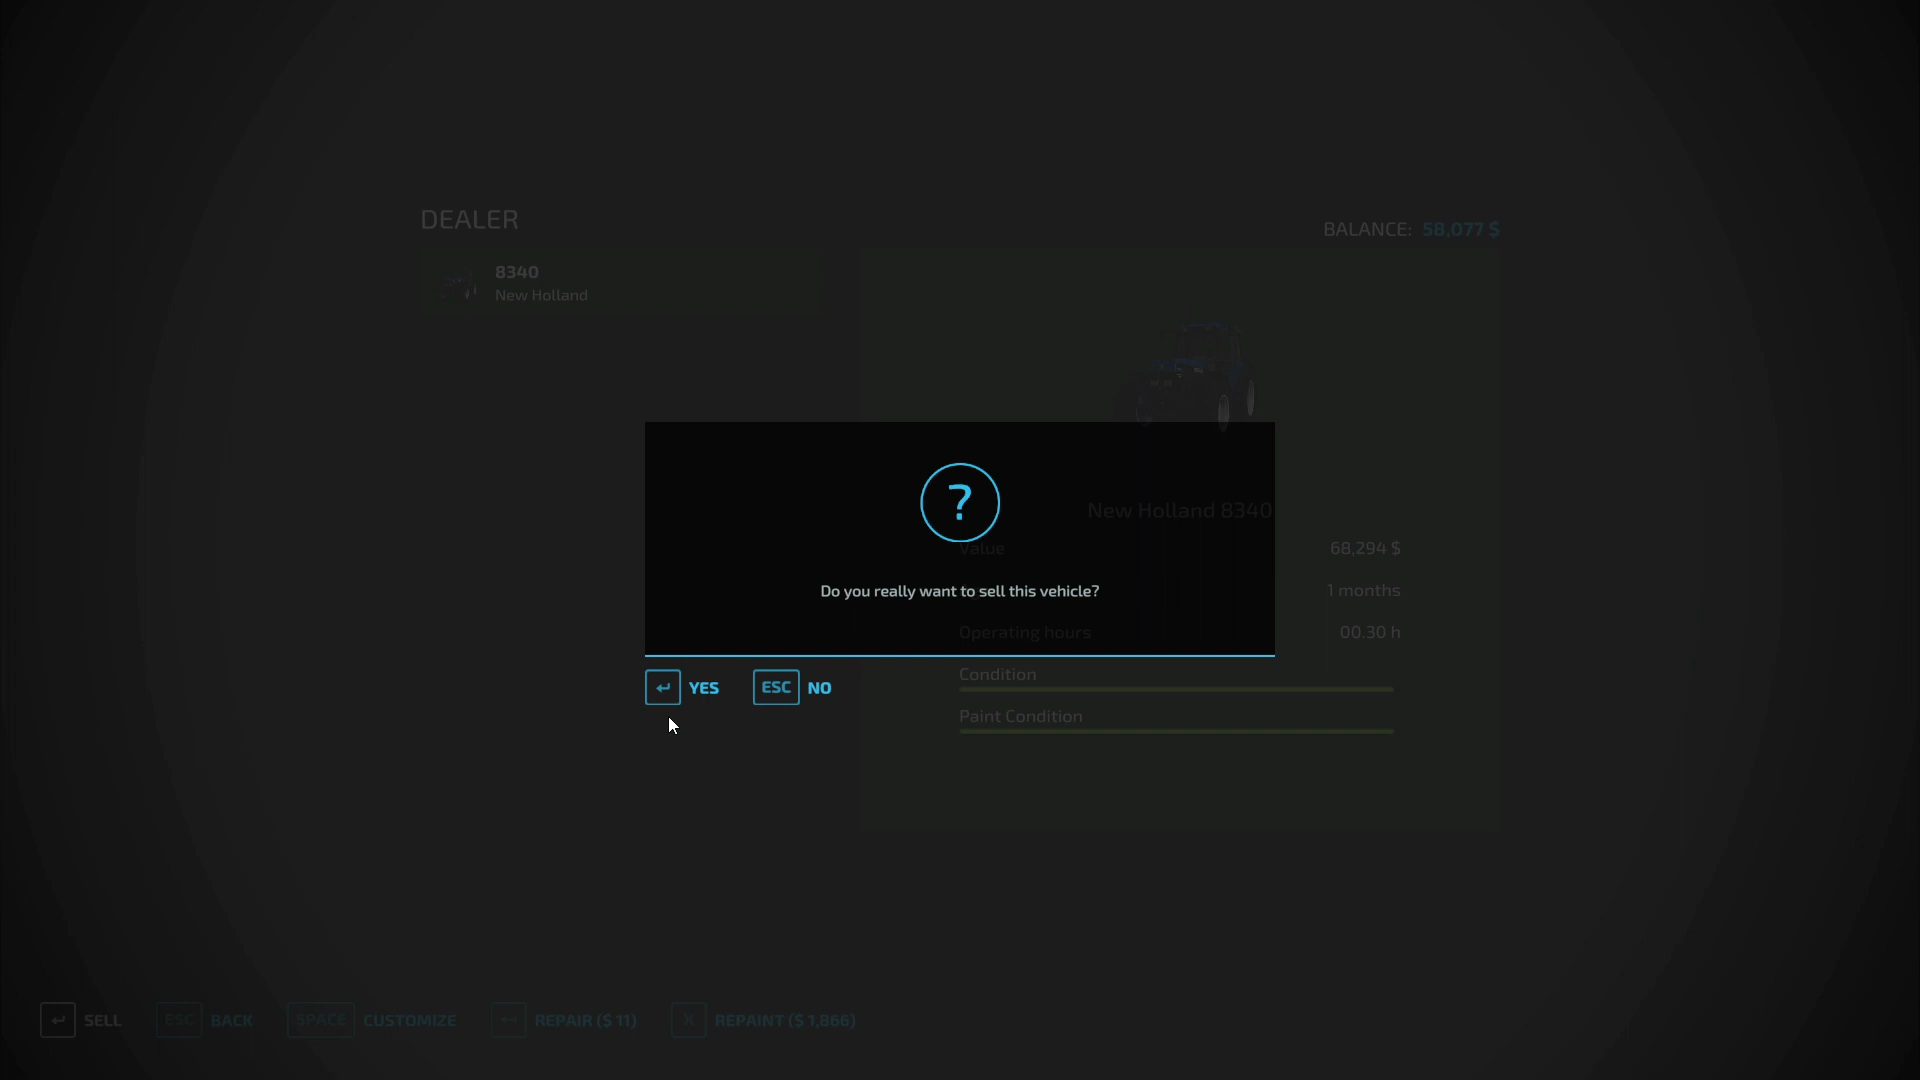 DEALER
BALANCE: 58,077 $
8340
New Holland
?
New Holland 8340
Value 68,294 $
Do you really want to sell this vehicle?
1 months
Operating hours 00.30 h
Condition
YES ESC NO
Paint Condition
SELL ESC BACK SPACE CUSTOMIZE REPAIR ($ 11) X REPAINT ($ 1,866)